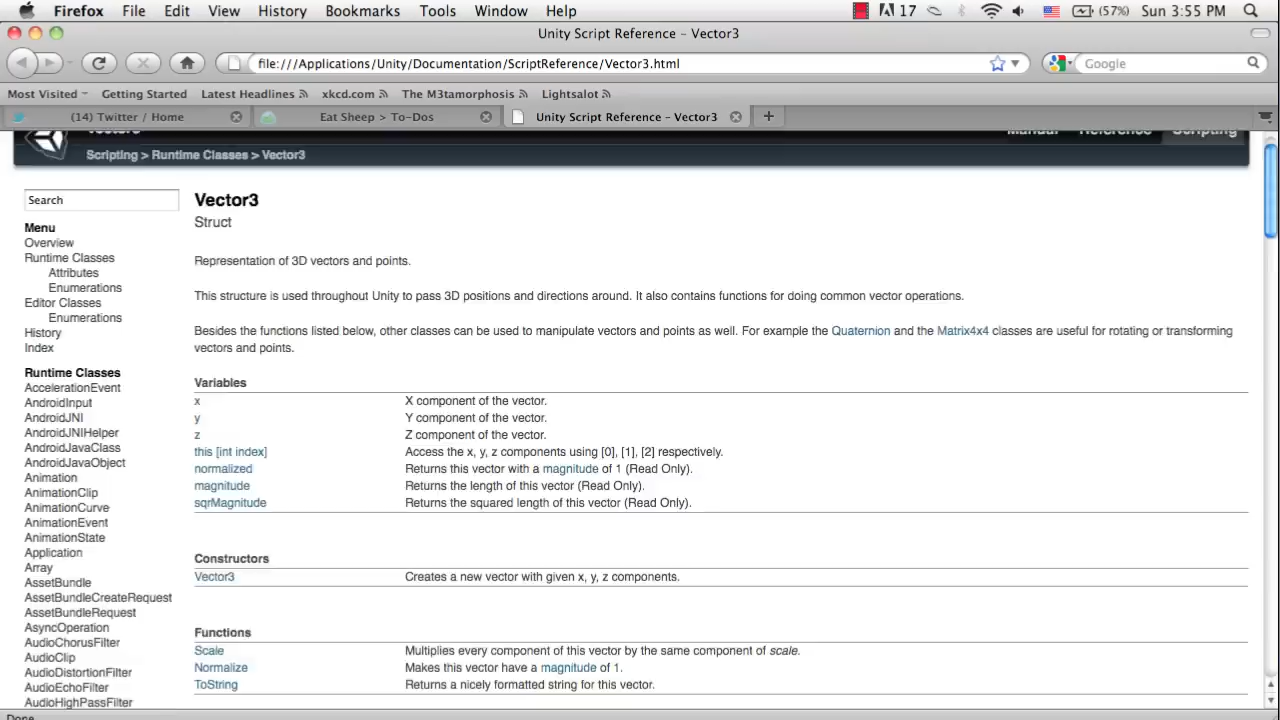 Firefox File Edit View History Bookmarks Tools Window Help 17 (57%) Sun 3:55 PM
Unity Script Reference – Vector3
file:///Applications/Unity/Documentation/ScriptReference/Vector3.html Google
Most Visited Getting Started Latest Headlines xkcd.com The M3tamorphosis Lightsalot
(14) Twitter / Home Eat Sheep > To-Dos Unity Script Reference – Vector3
Manual Reference Scripting
Scripting > Runtime Classes > Vector3
Search
Menu
Overview
Runtime Classes
Attributes
Enumerations
Editor Classes
Enumerations
History
Index
Runtime Classes
AccelerationEvent
AndroidInput
AndroidJNI
AndroidJNIHelper
AndroidJavaClass
AndroidJavaObject
Animation
AnimationClip
AnimationCurve
AnimationEvent
AnimationState
Application
Array
AssetBundle
AssetBundleCreateRequest
AssetBundleRequest
AsyncOperation
AudioChorusFilter
AudioClip
AudioDistortionFilter
AudioEchoFilter
AudioHighPassFilter
Vector3
Struct
Representation of 3D vectors and points.
This structure is used throughout Unity to pass 3D positions and directions around. It also contains functions for doing common vector operations.
Besides the functions listed below, other classes can be used to manipulate vectors and points as well. For example the Quaternion and the Matrix4x4 classes are useful for rotating or transforming
vectors and points.
Variables
x X component of the vector.
y Y component of the vector.
z Z component of the vector.
this [int index] Access the x, y, z components using [0], [1], [2] respectively.
normalized Returns this vector with a magnitude of 1 (Read Only).
magnitude Returns the length of this vector (Read Only).
sqrMagnitude Returns the squared length of this vector (Read Only).
Constructors
Vector3 Creates a new vector with given x, y, z components.
Functions
Scale Multiplies every component of this vector by the same component of scale.
Normalize Makes this vector have a magnitude of 1.
ToString Returns a nicely formatted string for this vector.
Done